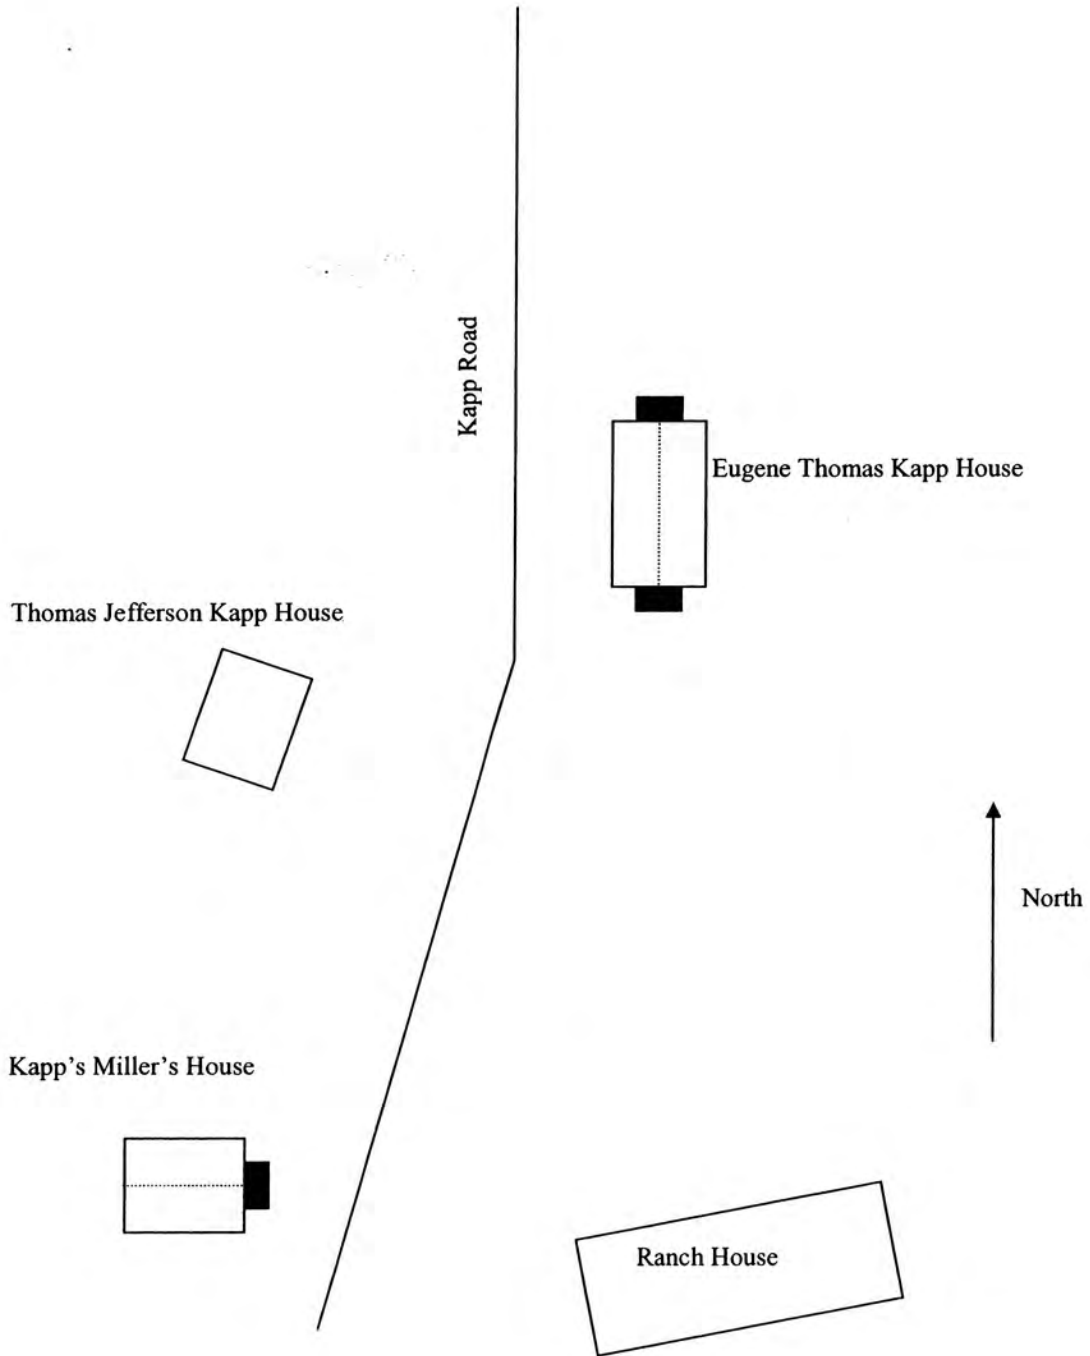 Kapp Road
Eugene Thomas Kapp House
Thomas Jefferson Kapp House
North
Kapp's Miller's House
Ranch House